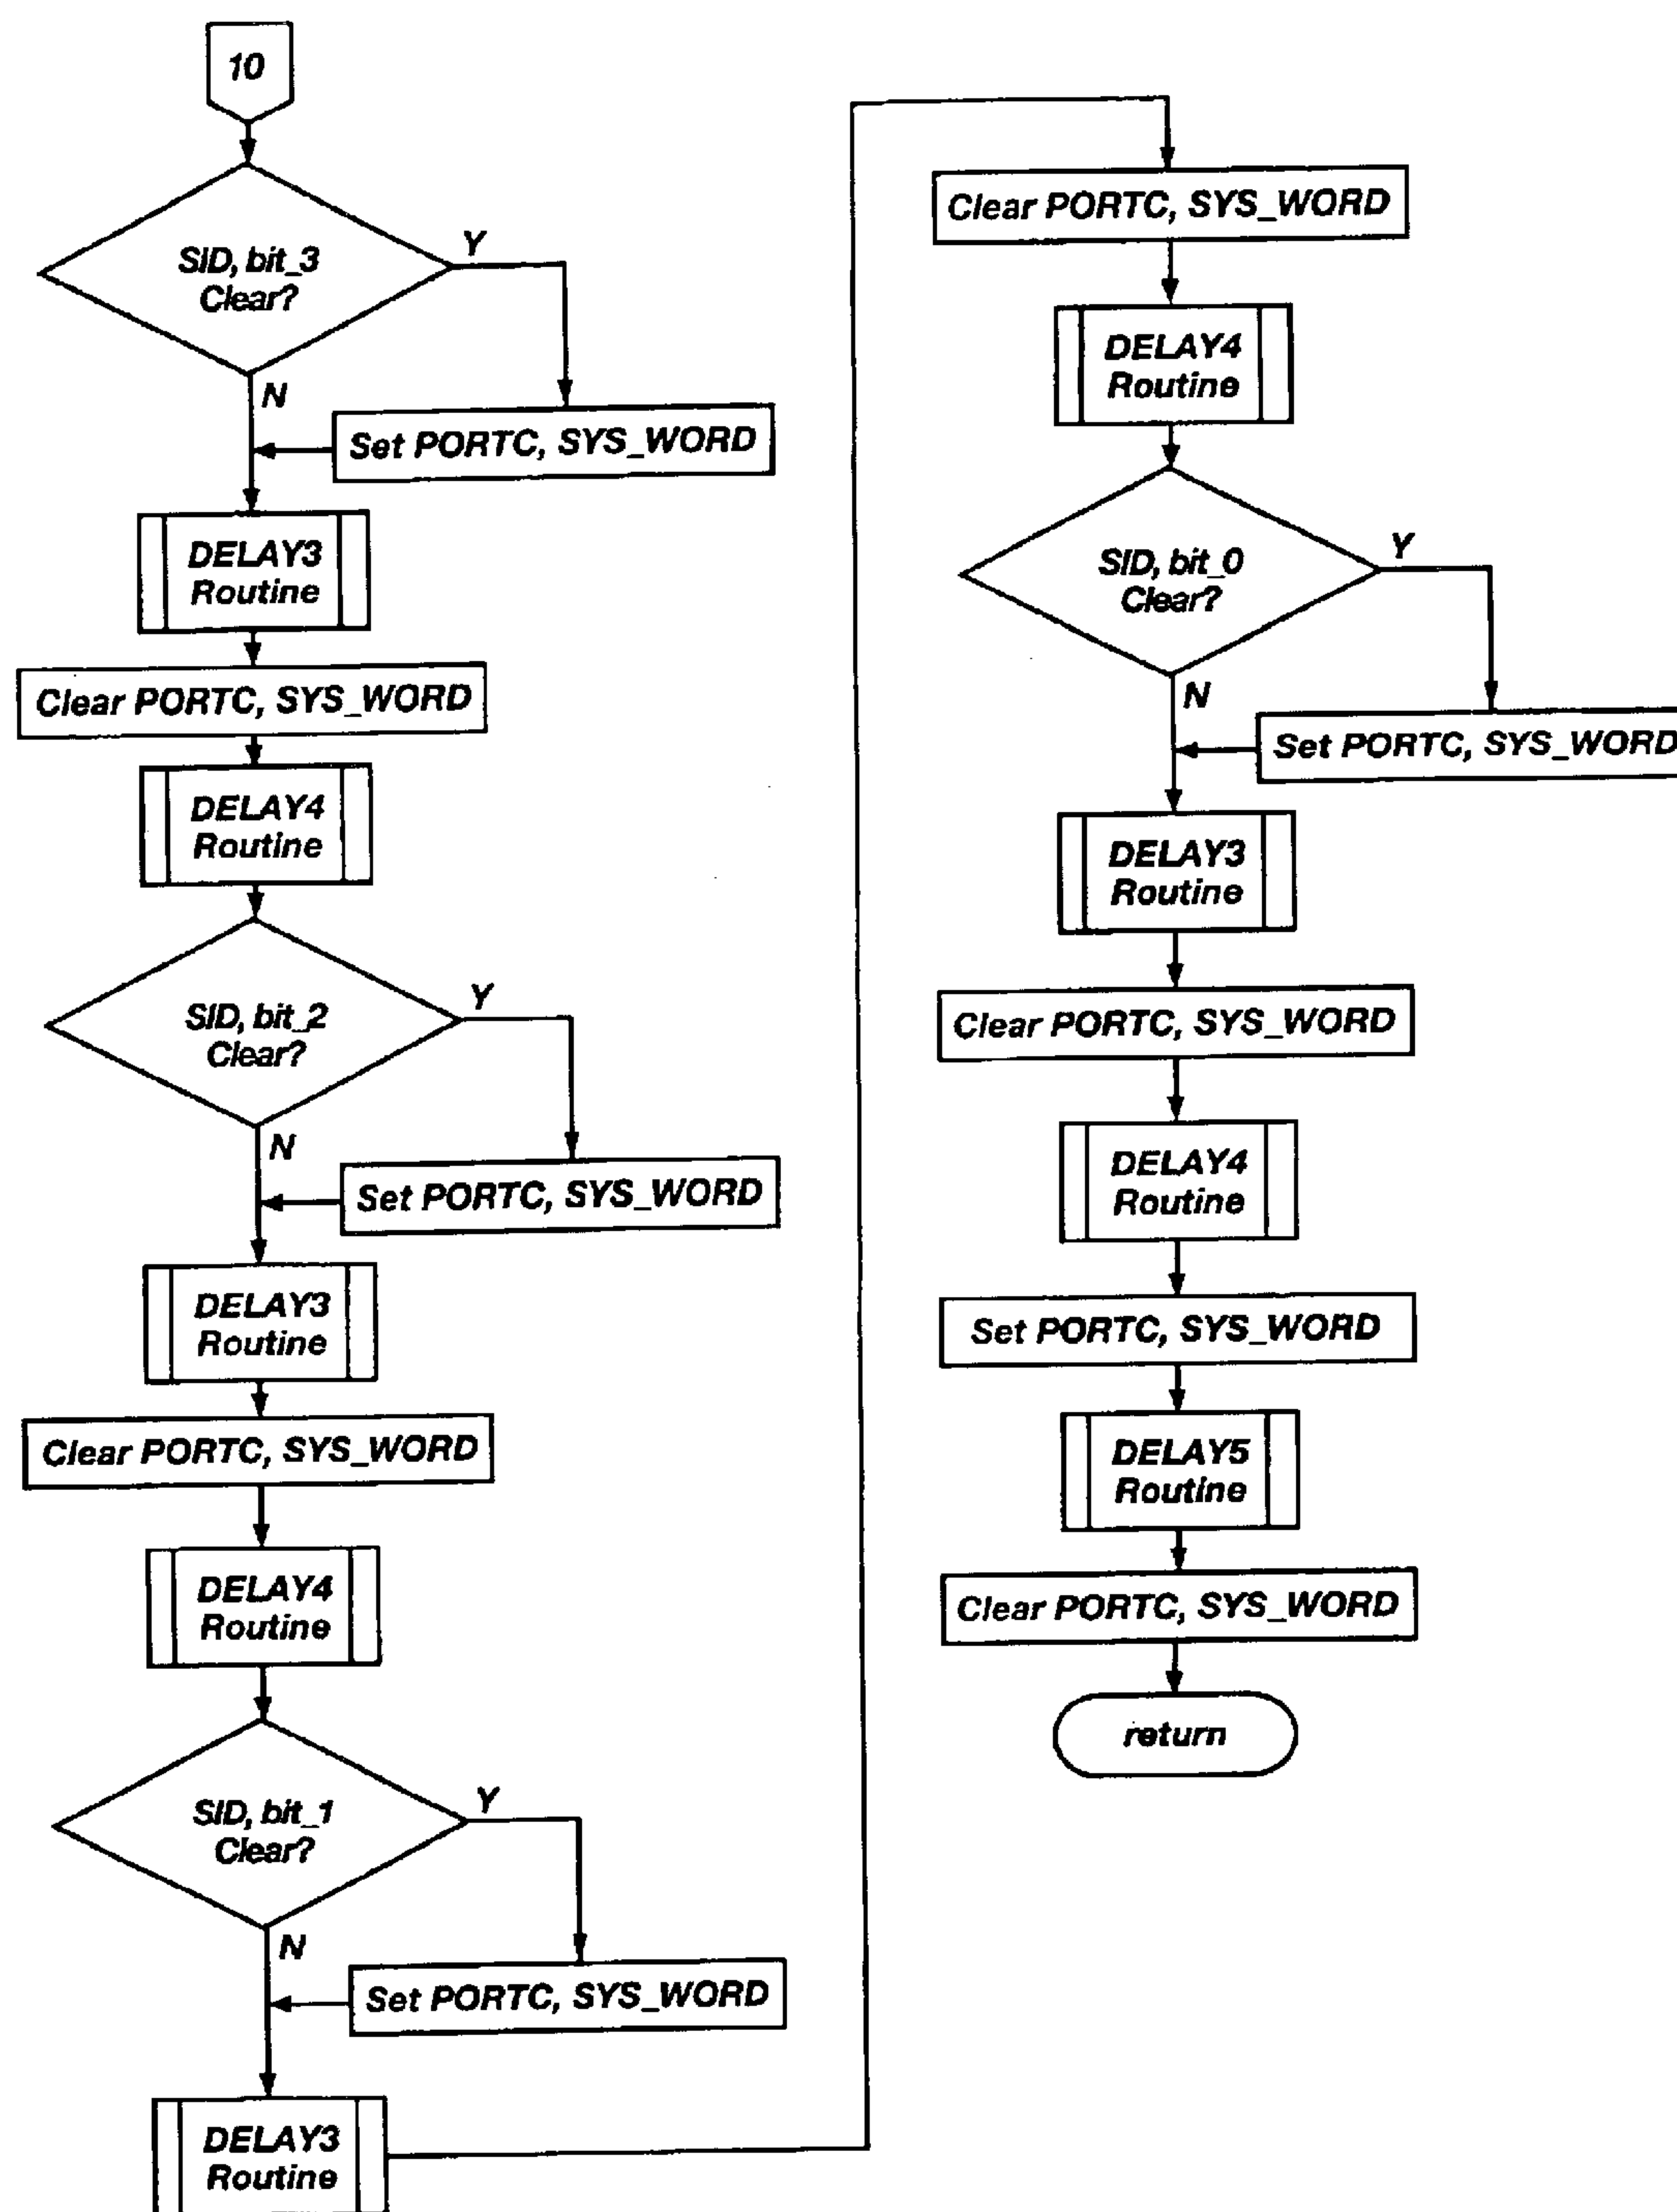 10
SID, bit_3
Clear?
Y
N
Set PORTC, SYS_WORD
DELAY3
Routine
Clear PORTC, SYS_WORD
DELAY4
Routine
SID, bit_2
Clear?
Y
N
Set PORTC, SYS_WORD
DELAY3
Routine
Clear PORTC, SYS_WORD
DELAY4
Routine
SID, bit_1
Clear?
Y
N
Set PORTC, SYS_WORD
DELAY3
Routine
Clear PORTC, SYS_WORD
DELAY4
Routine
SID, bit_0
Clear?
Y
N
Set PORTC, SYS_WORD
DELAY3
Routine
Clear PORTC, SYS_WORD
DELAY4
Routine
Set PORTC, SYS_WORD
DELAY5
Routine
Clear PORTC, SYS_WORD
return